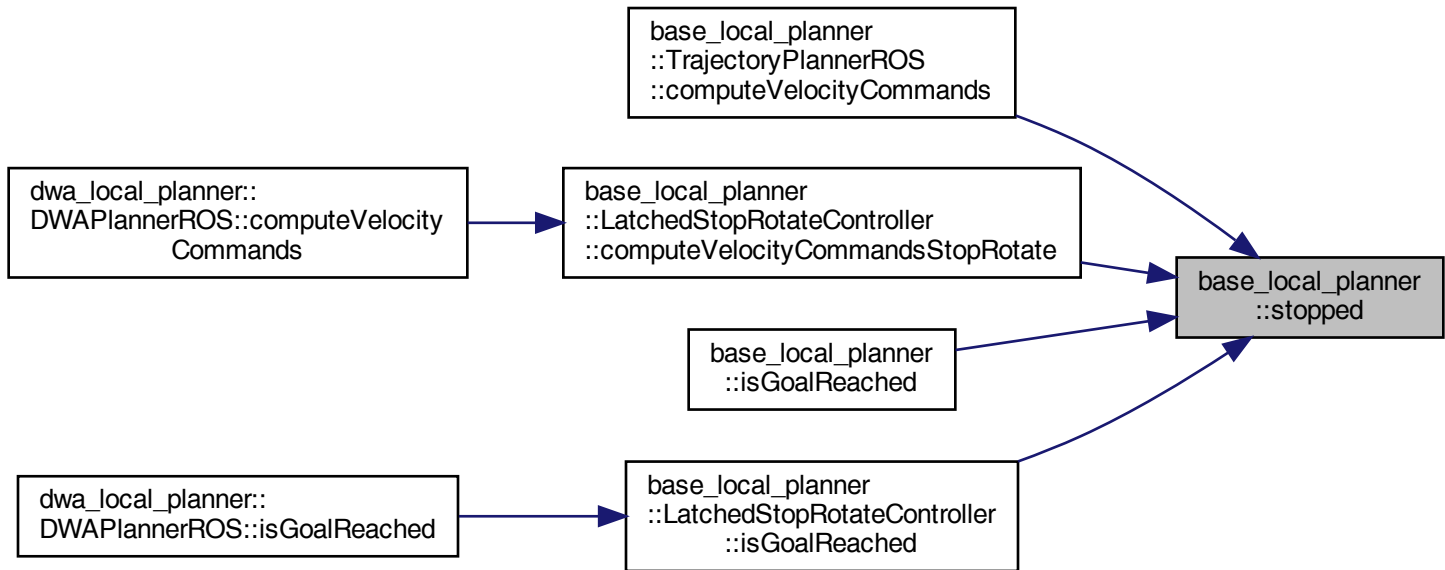 base_local_planner
::TrajectoryPlannerROS
::computeVelocityCommands
dwa_local_planner::
DWAPlannerROS::computeVelocity
Commands
base_local_planner
::LatchedStopRotateController
::computeVelocityCommandsStopRotate
base_local_planner
::stopped
base_local_planner
::isGoalReached
dwa_local_planner::
DWAPlannerROS::isGoalReached
base_local_planner
::LatchedStopRotateController
::isGoalReached